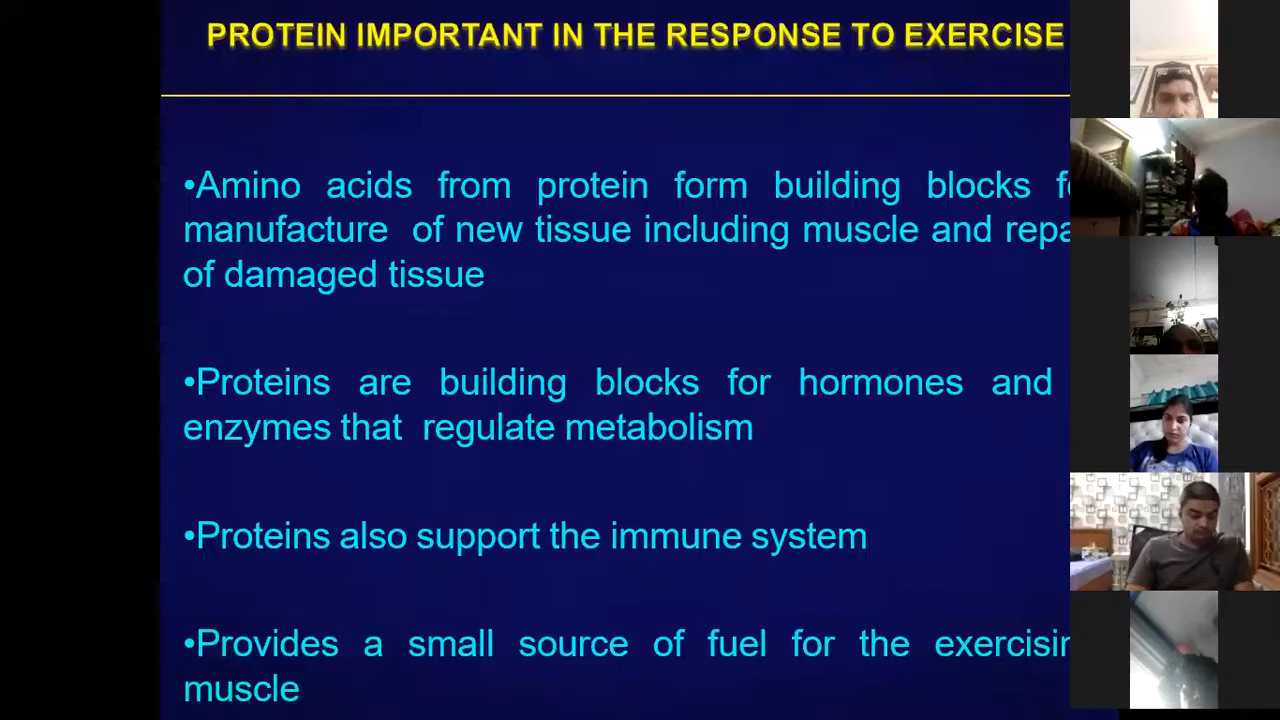 PROTEIN IMPORTANT IN THE RESPONSE TO EXERCISE
•Amino acids from protein form building blocks
manufacture of new tissue including muscle and
of damaged tissue
•Proteins are building blocks for hormones and
enzymes that regulate metabolism
•Proteins also support the immune system
•Provides a small source of fuel for the
muscle